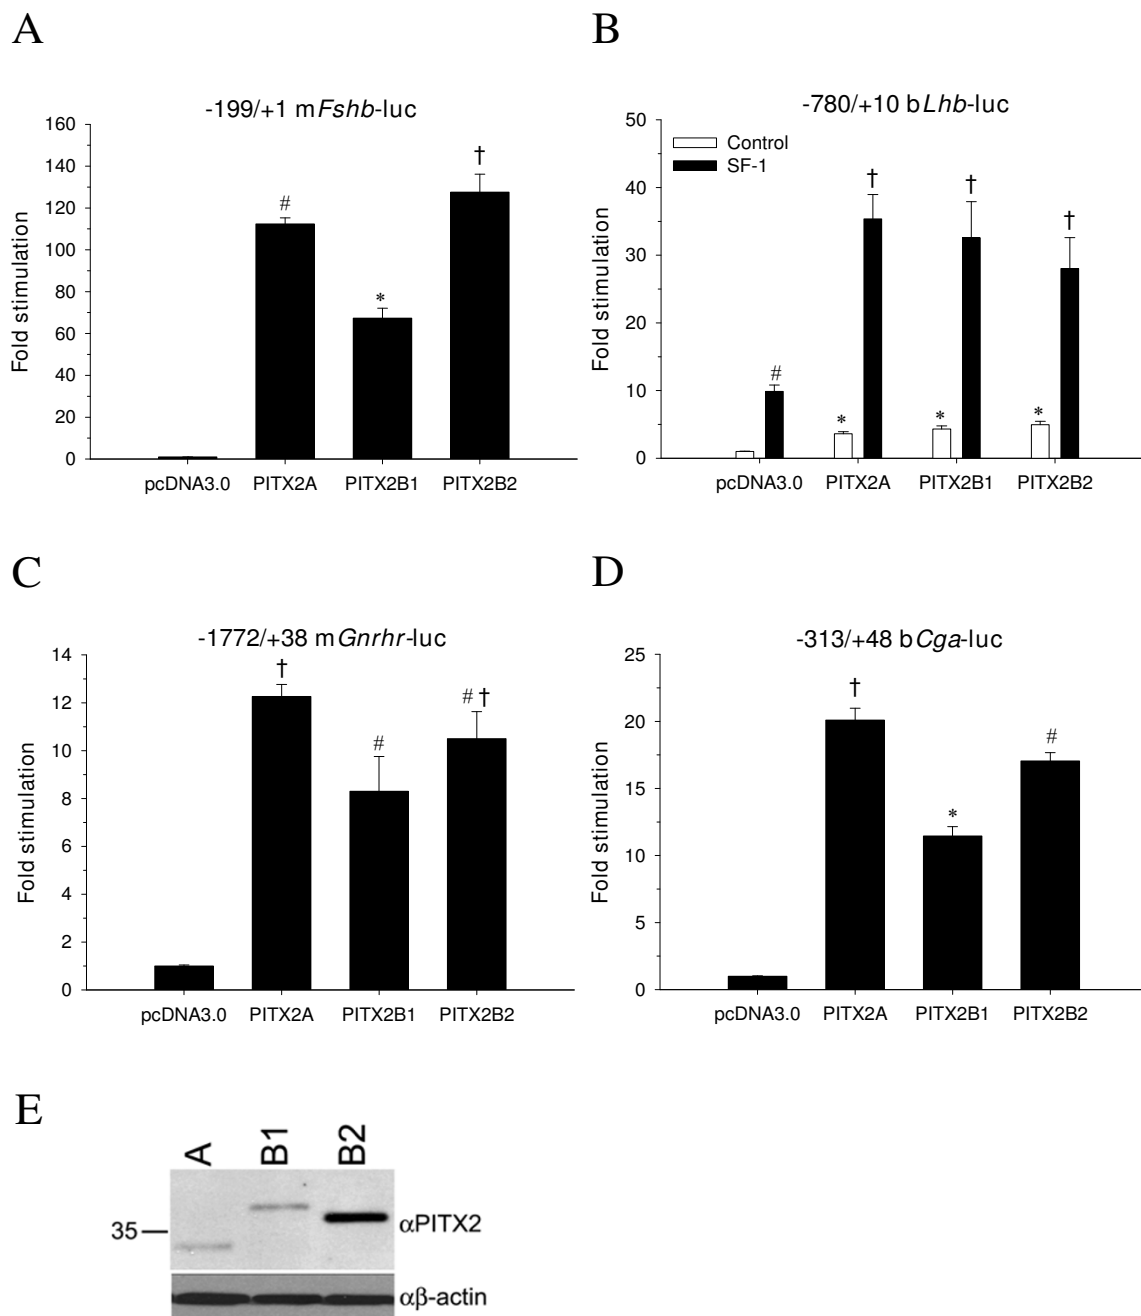 A
-199/+1 mFshb-luc
Fold stimulation
160
140
120
100
80
60
40
20
0
#
*
†
pcDNA3.0 PITX2A PITX2B1 PITX2B2
B
-780/+10 bLhb-luc
Fold stimulation
50
40
30
20
10
0
Control
SF-1
#
* †
* †
* †
pcDNA3.0 PITX2A PITX2B1 PITX2B2
C
-1772/+38 mGnrhr-luc
Fold stimulation
14
12
10
8
6
4
2
0
†
#
# †
pcDNA3.0 PITX2A PITX2B1 PITX2B2
D
-313/+48 bCga-luc
Fold stimulation
25
20
15
10
5
0
†
*
#
pcDNA3.0 PITX2A PITX2B1 PITX2B2
E
A B1 B2
35
αPITX2
αβ-actin